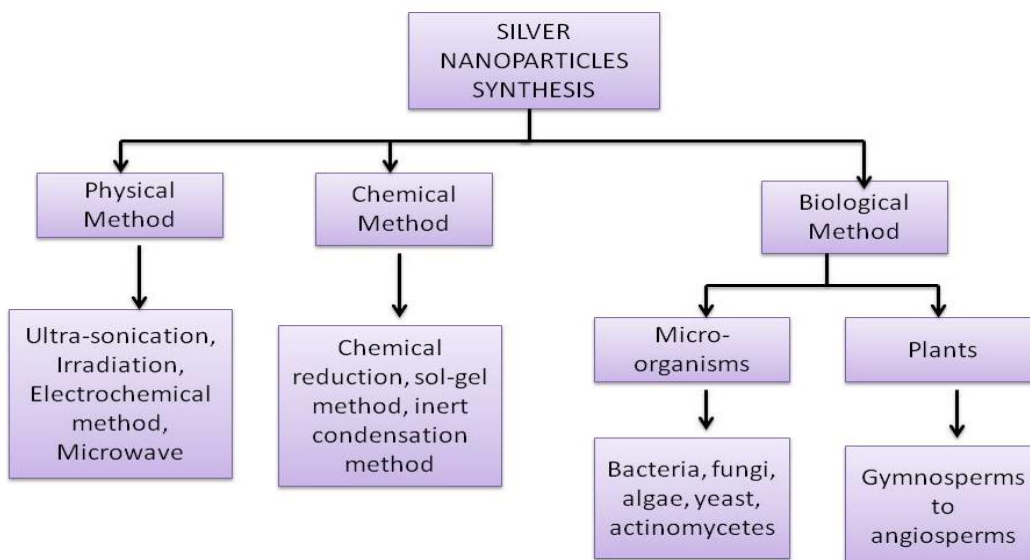 SILVER
NANOPARTICLES
SYNTHESIS
Physical
Method
Chemical
Method
Biological
Method
Ultra-sonication,
Irradiation,
Electrochemical
method,
Microwave
Chemical
reduction, sol-gel
method, inert
condensation
method
Micro-
organisms
Plants
Bacteria, fungi,
algae, yeast,
actinomycetes
Gymnosperms
to
angiosperms